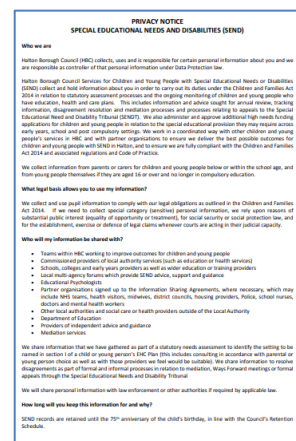 PRIVACY NOTICE
SPECIAL EDUCATIONAL NEEDS AND DISABILITIES (SEND)
Who we are
Halton Borough Council (HBC) collects, uses and is responsible for certain personal information about you and we
are responsible as controller of that personal information under Data Protection law.
Halton Borough Council Services for Children and Young People with Special Educational Needs or Disabilities
(SEND) collect and hold information about you in order to carry out its duties under the Children and Families Act
2014 in relation to statutory assessment processes and the ongoing monitoring of children and young people who
have education, health and care plans. This includes information and advice sought for annual review, tracking
information, disagreement resolution and mediation processes and processes relating to appeals to the Special
Educational Need and Disability Tribunal (SENDT). We also administer and approve additional high needs funding
applications for children and young people in relation to the special educational provision they may require across
early years, school and post compulsory settings. We work in a coordinated way with other children and young
people's services in HBC and with partner organisations to ensure we deliver the best possible outcomes for
children and young people with SEND in Halton, and to ensure we are fully compliant with the Children and Families
Act 2014 and associated regulations and Code of Practice.
We collect information from parents or carers for children and young people below or within the school age, and
from young people themselves if they are aged 16 or over and no longer in compulsory education.
What legal basis allows you to use my information?
We collect and use pupil information to comply with our legal obligations as outlined in the Children and Families
Act 2014. If we need to collect special category (sensitive) personal information, we rely upon reasons of
substantial public interest (equality of opportunity or treatment), for social security or social protection law, and
for the establishment, exercise or defence of legal claims whenever courts are acting in their judicial capacity.
Who will my information be shared with?
• Teams within HBC working to improve outcomes for children and young people
• Commissioned providers of local authority services (such as education or health services)
• Schools, colleges and early years providers as well as wider education or training providers
• Local multi-agency forums which provide SEND advice, support and guidance
• Educational Psychologists
• Partner organisations signed up to the Information Sharing Agreements, where necessary, which may
include NHS teams, health visitors, midwives, district councils, housing providers, Police, school nurses,
doctors and mental health workers
• Other local authorities and social care or health providers outside of the Local Authority
• Department of Education
• Providers of independent advice and guidance
• Mediation services
We share information that we have gathered as part of a statutory needs assessment to identify the setting to be
named in section I of a child or young person's EHC Plan (this includes consulting in accordance with parental or
young person choice as well as with those providers we feel would be suitable). We share information to resolve
disagreements as part of formal and informal processes in relation to mediation, Ways Forward meetings or formal
appeals through the Special Educational Needs and Disability Tribunal
We will share personal information with law enforcement or other authorities if required by applicable law.
How long will you keep this information for and why?
SEND records are retained until the 75th anniversary of the child's birthday, in line with the Council's Retention
Schedule.